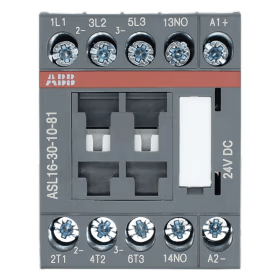 1L1 3L2 5L3 13NO A1+
2- 3-
ABB
ASL16-30-10-81
24V DC
2- 3-
2T1 4T2 6T3 14NO A2-